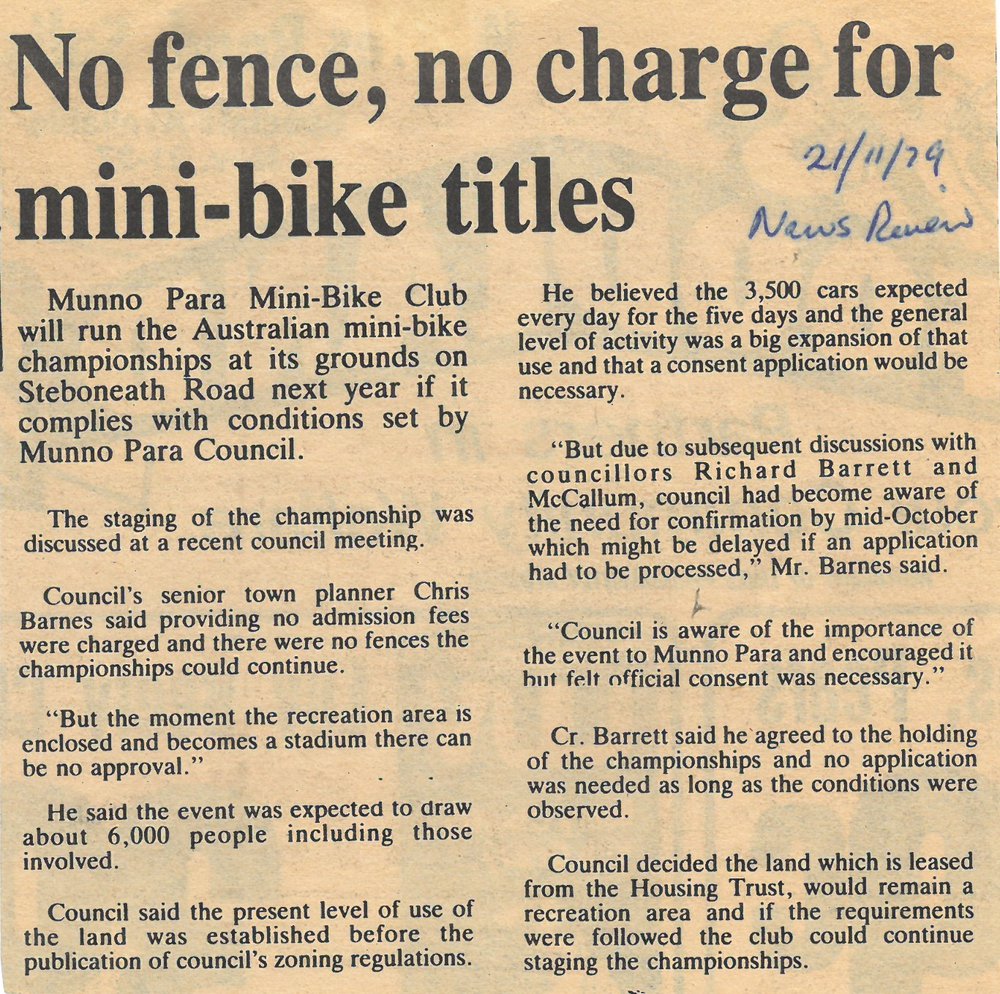 No fence, no charge for
mini-bike titles
21/11/79
News Review
Munno Para Mini-Bike Club
will run the Australian mini-bike
championships at its grounds on
Steboneath Road next year if it
complies with conditions set by
Munno Para Council.
The staging of the championship was
discussed at a recent council meeting.
Council's senior town planner Chris
Barnes said providing no admission fees
were charged and there were no fences the
championships could continue.
"But the moment the recreation area is
enclosed and becomes a stadium there can
be no approval."
He said the event was expected to draw
about 6,000 people including those
involved.
Council said the present level of use of
the land was established before the
publication of council's zoning regulations.
He believed the 3,500 cars expected
every day for the five days and the general
level of activity was a big expansion of that
use and that a consent application would be
necessary.
"But due to subsequent discussions with
councillors Richard Barrett and
McCallum, council had become aware of
the need for confirmation by mid-October
which might be delayed if an application
had to be processed," Mr. Barnes said.
"Council is aware of the importance of
the event to Munno Para and encouraged it
but felt official consent was necessary."
Cr. Barrett said he agreed to the holding
of the championships and no application
was needed as long as the conditions were
observed.
Council decided the land which is leased
from the Housing Trust, would remain a
recreation area and if the requirements
were followed the club could continue
staging the championships.